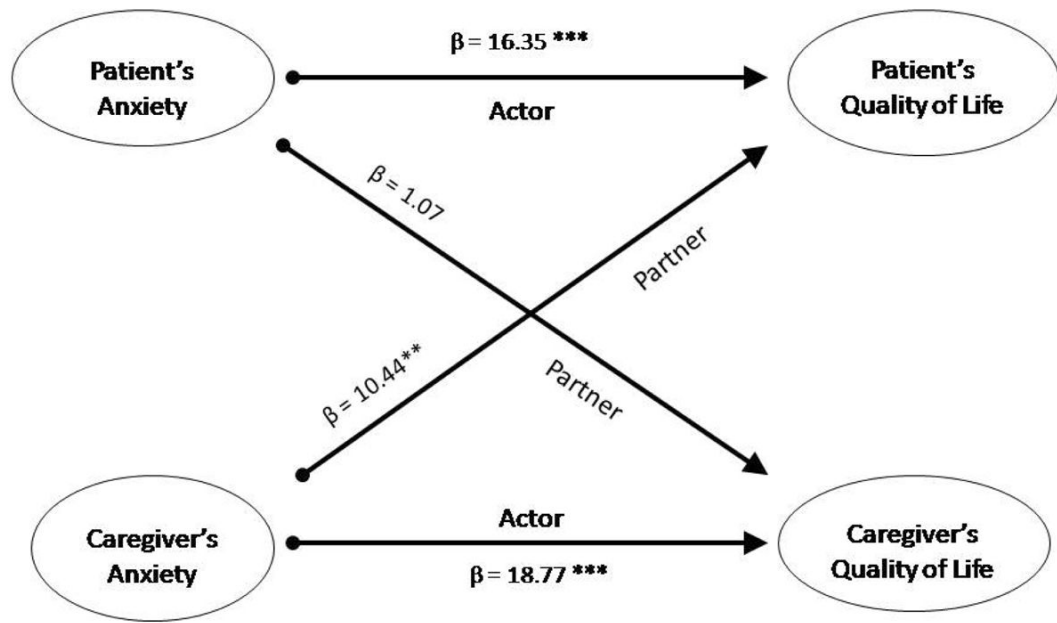 β = 16.35 ***
Patient's
Anxiety
Actor
Patient's
Quality of Life
β = 1.07
Partner
β = 10.44**
Partner
Actor
Caregiver's
Anxiety
β = 18.77 ***
Caregiver's
Quality of Life